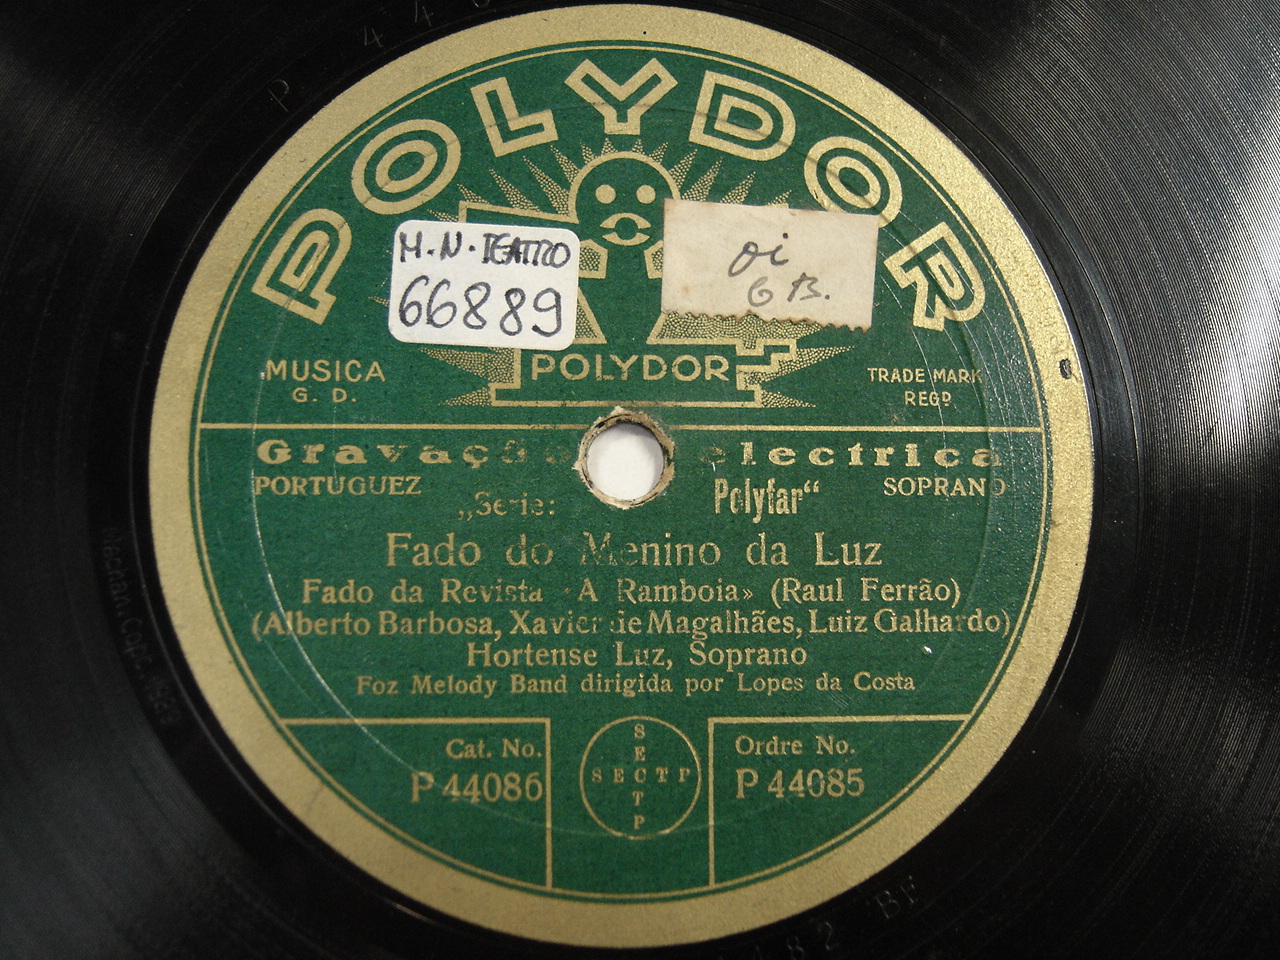 POLYDOR
M.N. TEATRO
66889
oi
G B.
POLYDOR
MUSICA
G. D.
TRADE MARK
REGD
Gravação electrica
PORTUGUEZ
SOPRANO
„Serie: Polyfar“
Fado do Menino da Luz
Fado da Revista «A Ramboia» (Raul Ferrão)
(Alberto Barbosa, Xavier de Magalhães, Luiz Galhardo)
Hortense Luz, Soprano
Foz Melody Band dirigida por Lopes da Costa
Cat. No.
P 44086
SECTP
SECTP
Ordre No.
P 44085